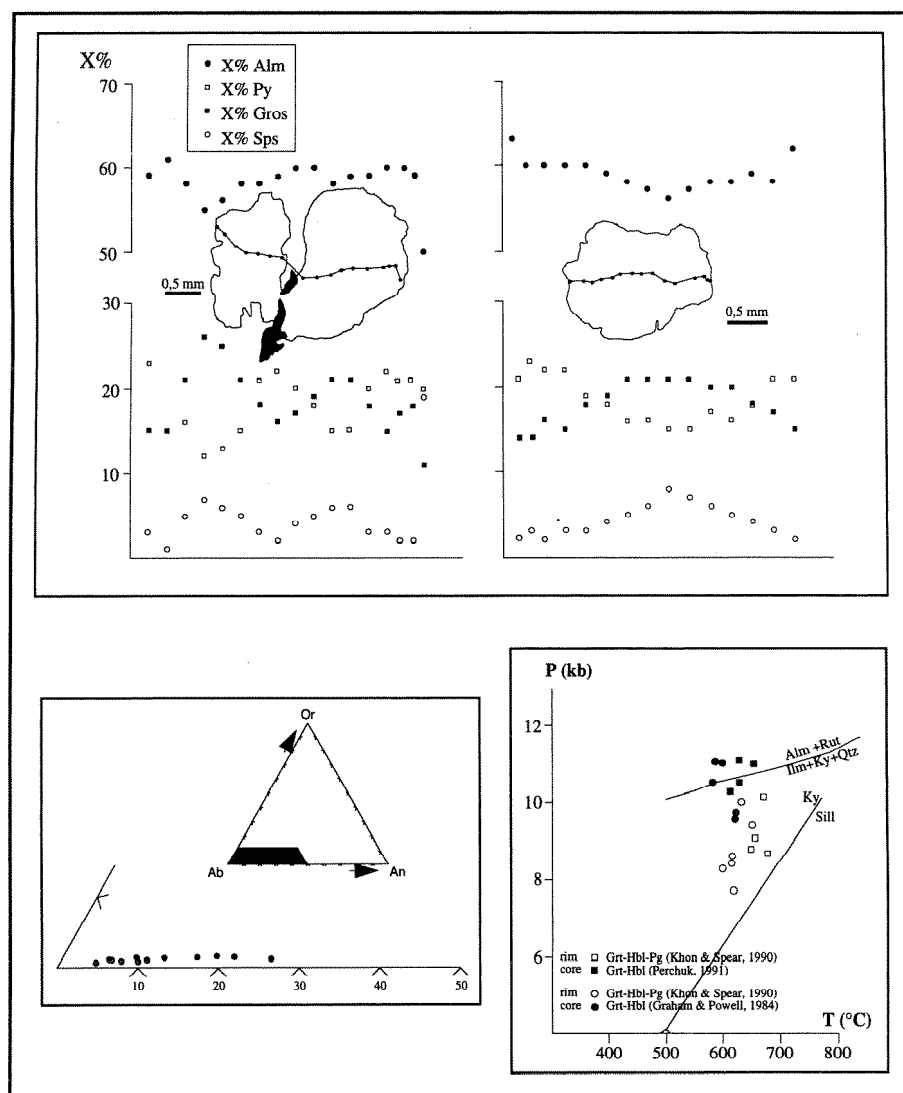 X%
X% Alm
X% Py
X% Gros
X% Sps
70
60
50
30
20
10
0,5 mm
0,5 mm
Or
Ab
An
10
20
30
40
50
P (kb)
12
10
8
6
Alm +Rut
Ilm+Ky+Qtz
Ky
Sill
rim Grt-Hbl-Pg (Khon & Spear, 1990)
core Grt-Hbl (Perchuk. 1991)
rim Grt-Hbl-Pg (Khon & Spear, 1990)
core Grt-Hbl (Graham & Powell, 1984)
T (°C)
400
500
600
700
800